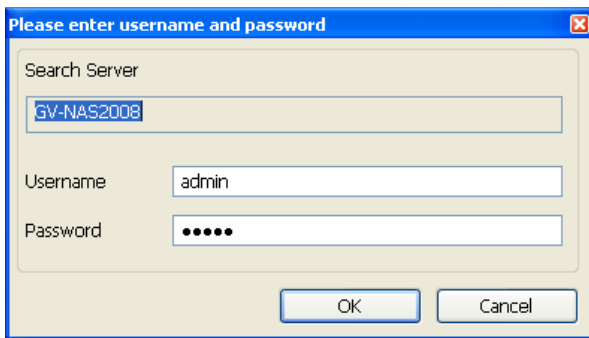 Please enter username and password
Search Server
GV-NAS2008
Username admin
Password •••••
OK Cancel